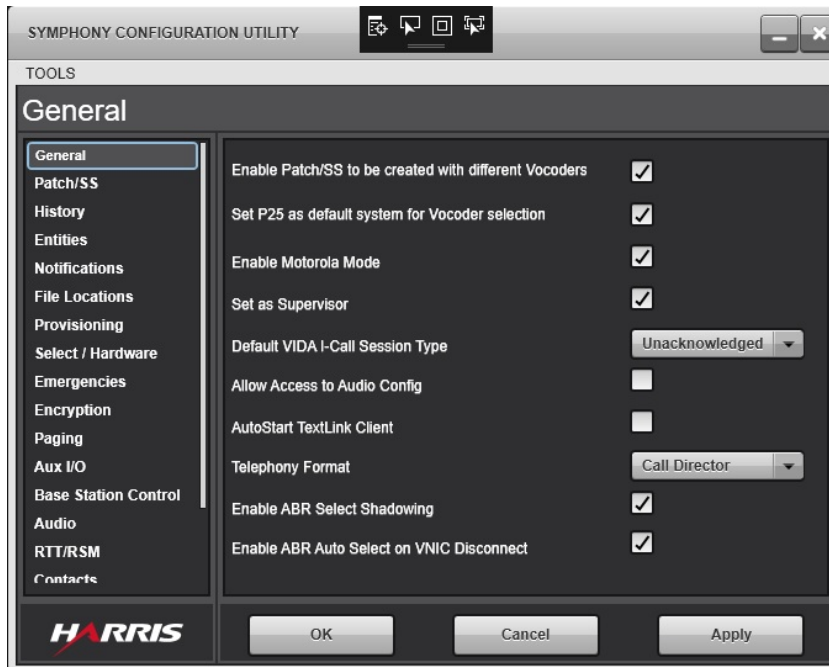 SYMPHONY CONFIGURATION UTILITY
TOOLS
General
General
Patch/SS
History
Entities
Notifications
File Locations
Provisioning
Select / Hardware
Emergencies
Encryption
Paging
Aux I/O
Base Station Control
Audio
RTT/RSM
Contacts
Enable Patch/SS to be created with different Vocoders
Set P25 as default system for Vocoder selection
Enable Motorola Mode
Set as Supervisor
Default VIDA I-Call Session Type Unacknowledged
Allow Access to Audio Config
AutoStart TextLink Client
Telephony Format Call Director
Enable ABR Select Shadowing
Enable ABR Auto Select on VNIC Disconnect
HARRIS
OK Cancel Apply